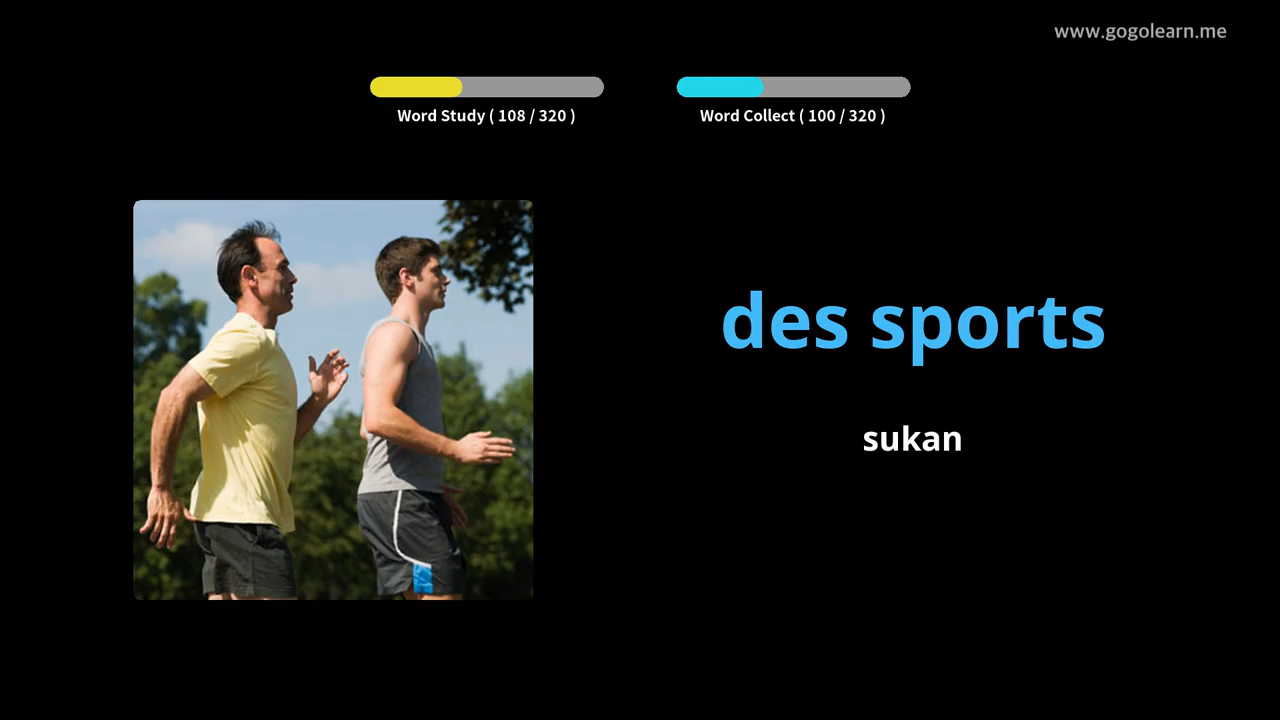 www.gogolearn.me
Word Study ( 108 / 320 )
Word Collect ( 100 / 320 )
des sports
sukan